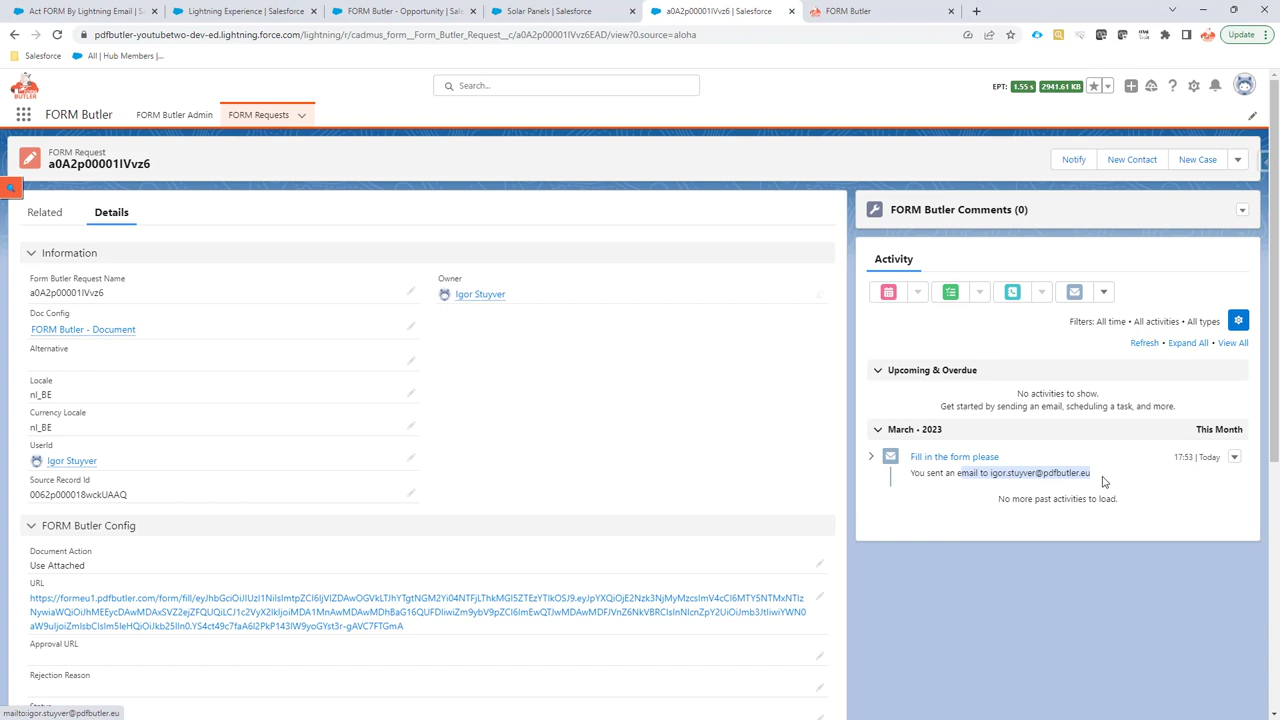 Act FORM By Lightning Email | S
Lightning Experience | Salesforce
FORM Butler - Opportunity | Sal
Solar Panels | Salesforce
a0A2p00001IVvz6 | Salesforce
FORM Butler
pdfbutler-youtubetwo-dev-ed.lightning.force.com/lightning/r/cadmus_form__Form_Butler_Request__c/a0A2p00001IVvz6EAD/view?0.source=aloha
Update
Salesforce
All | Hub Members |...
BUTLER
Search...
EPT: 1.55 s 2941.61 KB
FORM Butler
FORM Butler Admin
FORM Requests
FORM Request
a0A2p00001IVvz6
Notify
New Contact
New Case
Related
Details
Information
Form Butler Request Name
a0A2p00001IVvz6
Owner
Igor Stuyver
Doc Config
FORM Butler - Document
Alternative
Locale
nl_BE
Currency Locale
nl_BE
UserId
Igor Stuyver
Source Record Id
0062p000018wckUAAQ
FORM Butler Config
Document Action
Use Attached
URL
Approval URL
Rejection Reason
Status
FORM Butler Comments (0)
Activity
Filters: All time • All activities • All types
Refresh • Expand All • View All
Upcoming & Overdue
No activities to show.
Get started by sending an email, scheduling a task, and more.
March • 2023
This Month
Fill in the form please
17:53 | Today
You sent an email to igor.stuyver@pdfbutler.eu
No more past activities to load.
mailto:igor.stuyver@pdfbutler.eu